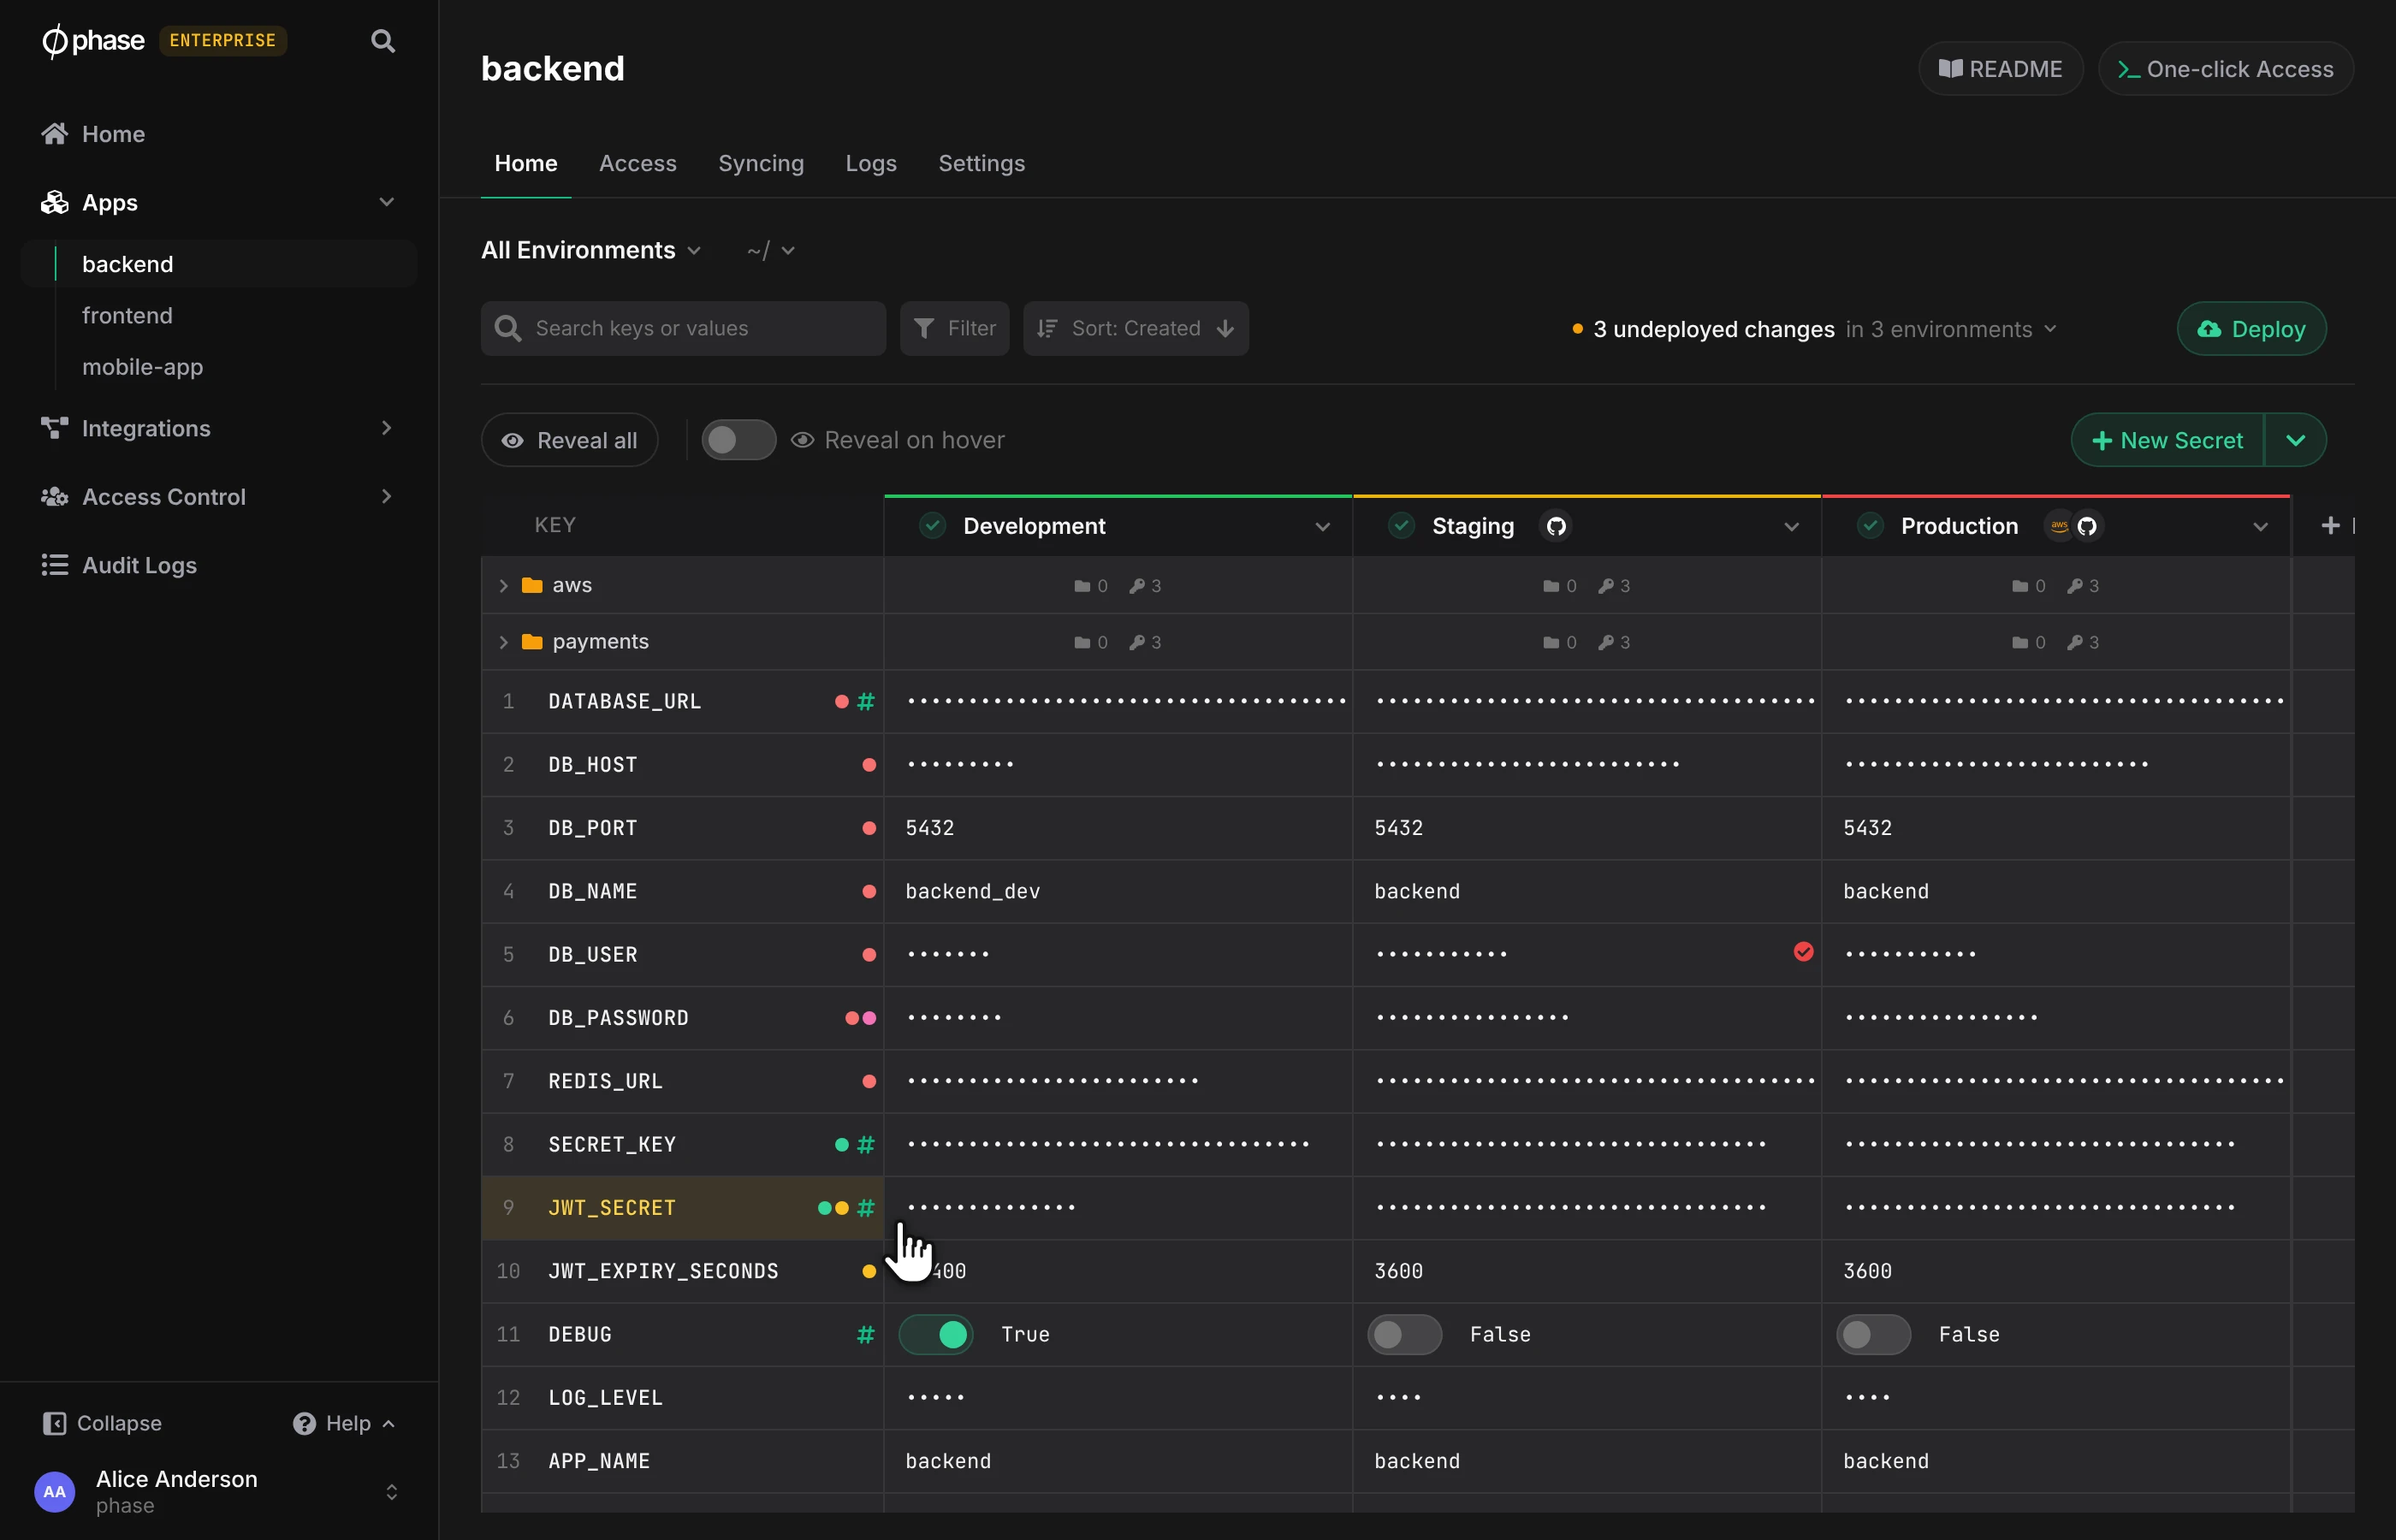 phase ENTERPRISE
Home
Apps
backend
frontend
mobile-app
Integrations
Access Control
Audit Logs
Collapse
Help
AA
Alice Anderson
phase
backend
README
One-click Access
Home Access Syncing Logs Settings
All Environments ~/
Search keys or values
Filter
Sort: Created
3 undeployed changes in 3 environments
Deploy
Reveal all
Reveal on hover
+ New Secret
KEY Development Staging Production aws +
aws 0 3 0 3 0 3
payments 0 3 0 3 0 3
1 DATABASE_URL # ••••••••••••••••••••••••••••••••••••
2 DB_HOST
3 DB_PORT 5432 5432 5432
4 DB_NAME backend_dev backend backend
5 DB_USER
6 DB_PASSWORD
7 REDIS_URL
8 SECRET_KEY #
9 JWT_SECRET #
10 JWT_EXPIRY_SECONDS 3600 3600
11 DEBUG # True False False
12 LOG_LEVEL
13 APP_NAME backend backend backend